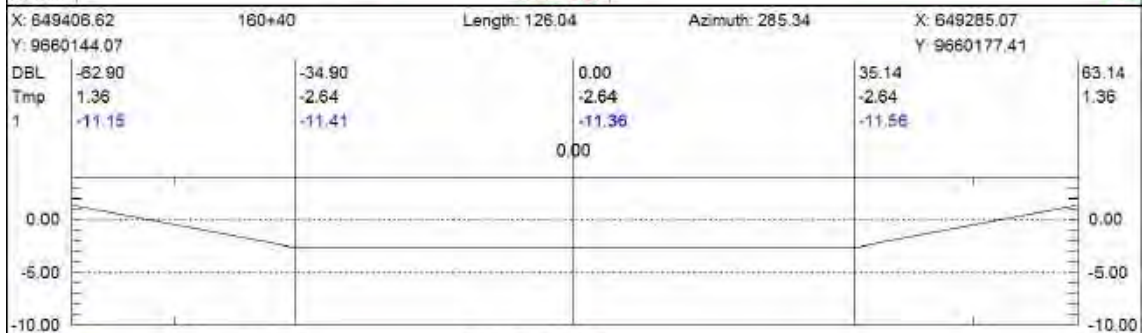 X: 649406.62 160+40 Length: 126.04 Azimuth: 285.34 X: 649285.07
Y: 9660144.07 Y: 9660177.41
DBL -62.90 -34.90 0.00 35.14 63.14
Tmp 1.36 -2.64 -2.64 -2.64 1.36
1 -11.15 -11.41 -11.36 -11.56
0.00
0.00 0.00
-5.00 -5.00
-10.00 -10.00